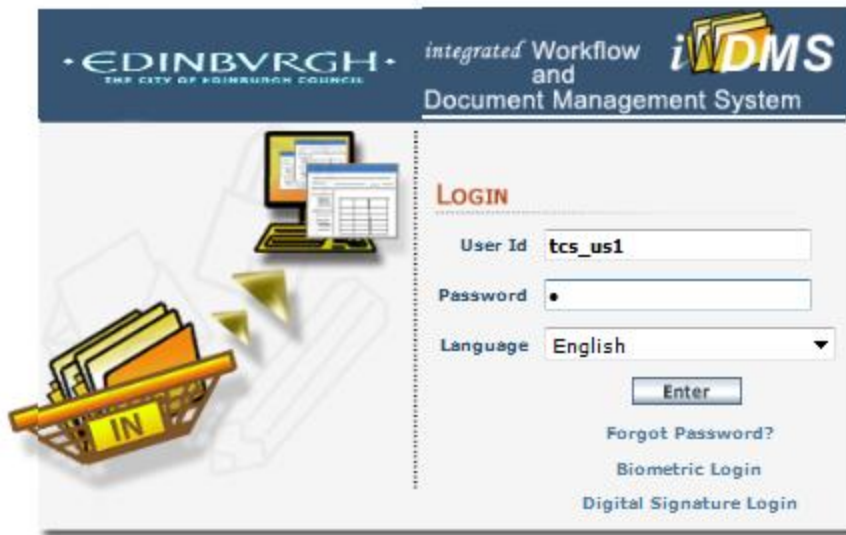 • EDINBVRGH •
THE CITY OF EDINBURGH COUNCIL
integrated Workflow
and
Document Management System
iWDMS
LOGIN
User Id tcs_us1
Password •
Language English
Enter
Forgot Password?
Biometric Login
Digital Signature Login
IN